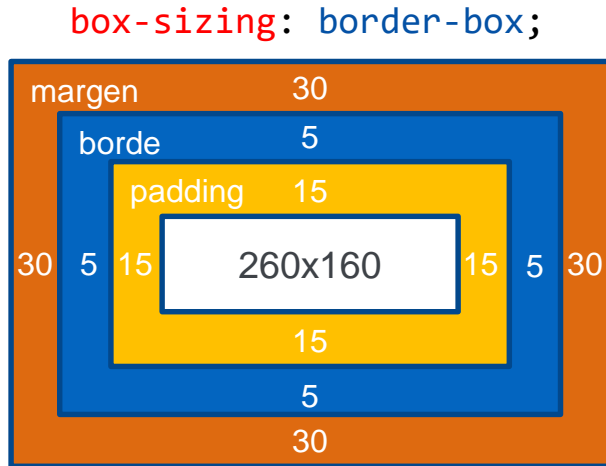 box-sizing: border-box;
margen 30
borde 5
padding 15
30 5 15 260x160 15 5 30
15
5
30